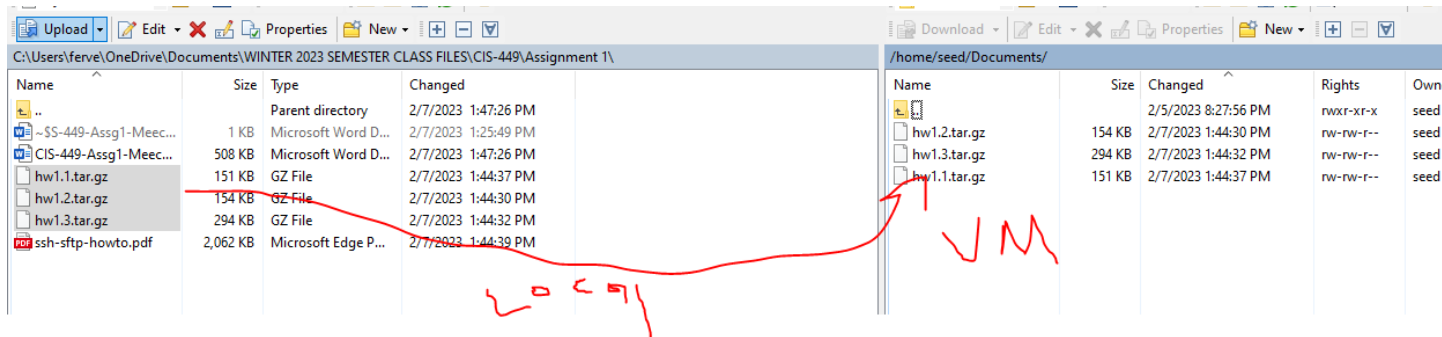 Upload Edit Properties New Download Edit Properties New
C:\Users\ferve\OneDrive\Documents\WINTER 2023 SEMESTER CLASS FILES\CIS-449\Assignment 1\ /home/seed/Documents/
Name Size Type Changed Name Size Changed Rights Own
.. Parent directory 2/7/2023 1:47:26 PM .. 2/5/2023 8:27:56 PM rwxr-xr-x seed
~$S-449-Assg1-Meec... 1 KB Microsoft Word D... 2/7/2023 1:25:49 PM hw1.2.tar.gz 154 KB 2/7/2023 1:44:30 PM rw-rw-r-- seed
CIS-449-Assg1-Meec... 508 KB Microsoft Word D... 2/7/2023 1:47:26 PM hw1.3.tar.gz 294 KB 2/7/2023 1:44:32 PM rw-rw-r-- seed
hw1.1.tar.gz 151 KB GZ File 2/7/2023 1:44:37 PM hw1.1.tar.gz 151 KB 2/7/2023 1:44:37 PM rw-rw-r-- seed
hw1.2.tar.gz 154 KB GZ File 2/7/2023 1:44:30 PM
hw1.3.tar.gz 294 KB GZ File 2/7/2023 1:44:32 PM
ssh-sftp-howto.pdf 2,062 KB Microsoft Edge P... 2/7/2023 1:44:39 PM
VM
Local